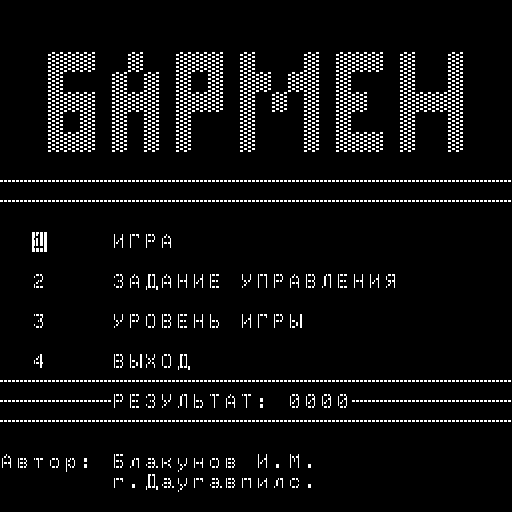 БАРМЕН
1 ИГРА
2 ЗАДАНИЕ УПРАВЛЕНИЯ
3 УРОВЕНЬ ИГРЫ
4 ВЫХОД
РЕЗУЛЬТАТ: 0000
Автор: Блакунов И.М.
г.Даугавпилс.